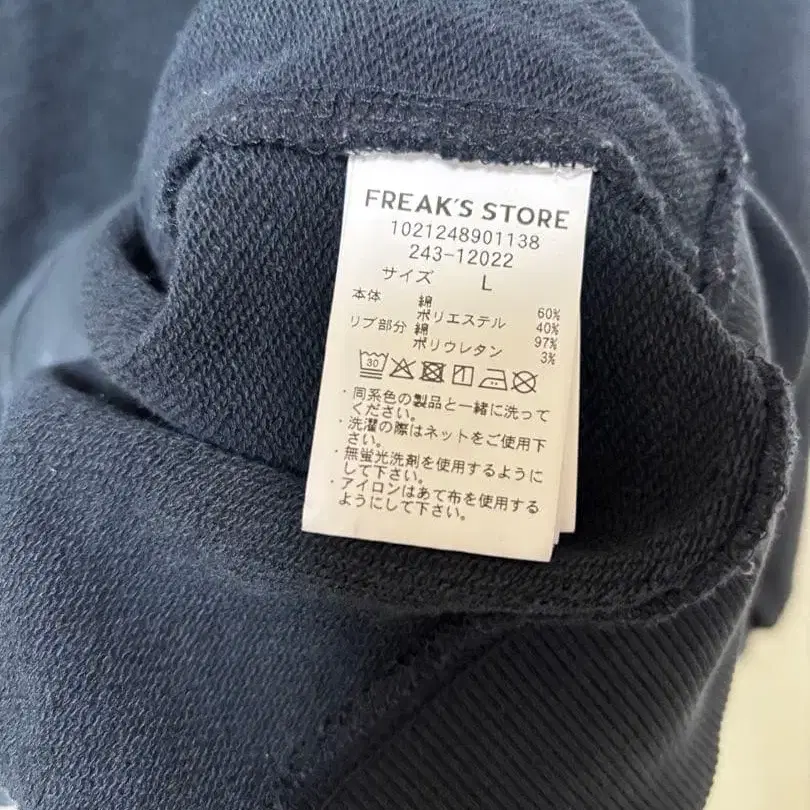 FREAK'S STORE
1021248901138
243-12022
サイズ L
本体 綿 60%
ポリエステル 40%
リブ部分 綿 97%
ポリウレタン 3%
30
・同系色の製品と一緒に洗って
ください。
・洗濯の際はネットをご使用下
さい。
・無蛍光洗剤を使用するように
して下さい。
・アイロンはあて布を使用する
ようにして下さい。